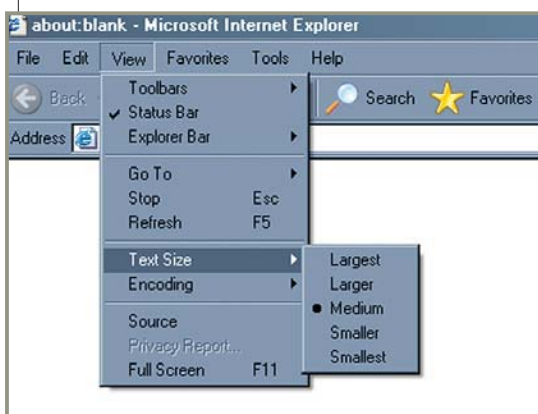 about:blank - Microsoft Internet Explorer
File Edit View Favorites Tools Help
Back Search Favorites
Address
Toolbars
Status Bar
Explorer Bar
Go To
Stop Esc
Refresh F5
Text Size
Encoding
Source
Privacy Report...
Full Screen F11
Largest
Larger
Medium
Smaller
Smallest